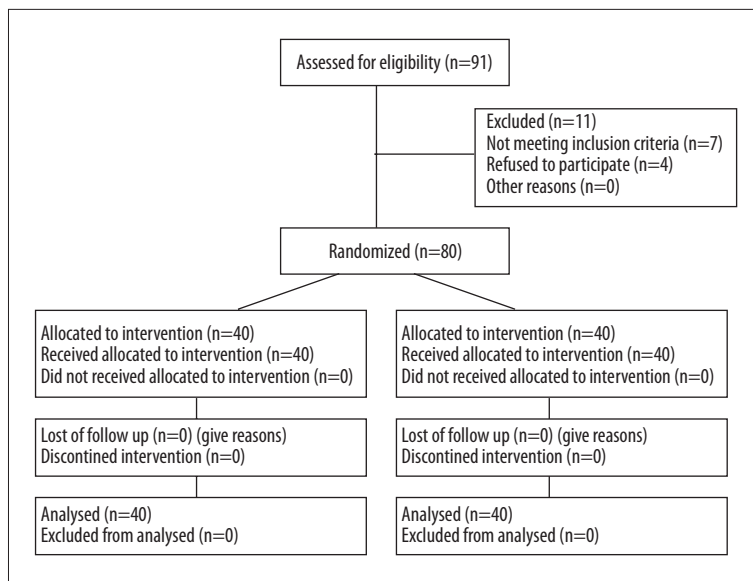 Assessed for eligibility (n=91)
Excluded (n=11)
Not meeting inclusion criteria (n=7)
Refused to participate (n=4)
Other reasons (n=0)
Randomized (n=80)
Allocated to intervention (n=40)
Received allocated to intervention (n=40)
Did not received allocated to intervention (n=0)
Allocated to intervention (n=40)
Received allocated to intervention (n=40)
Did not received allocated to intervention (n=0)
Lost of follow up (n=0) (give reasons)
Discontined intervention (n=0)
Lost of follow up (n=0) (give reasons)
Discontined intervention (n=0)
Analysed (n=40)
Excluded from analysed (n=0)
Analysed (n=40)
Excluded from analysed (n=0)